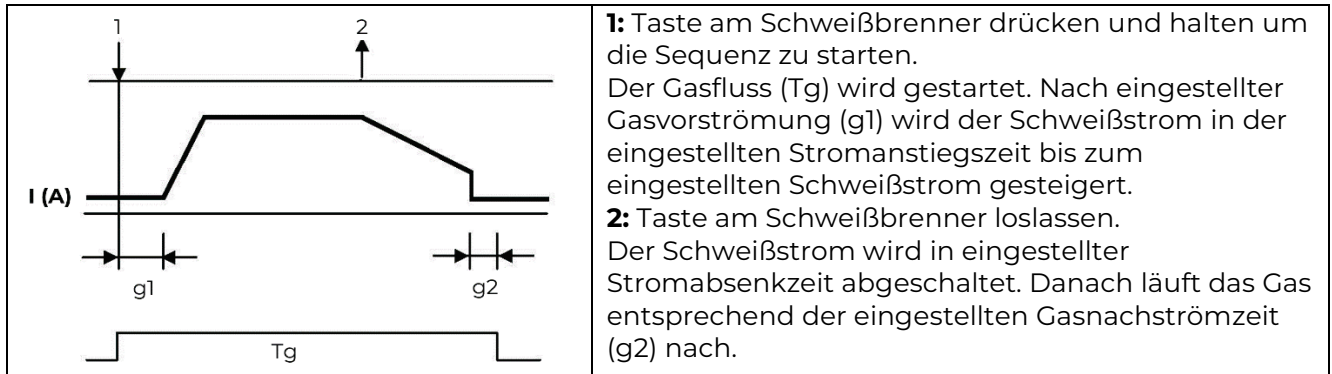 1
2
I (A)
g1
g2
Tg
1: Taste am Schweißbrenner drücken und halten um
die Sequenz zu starten.
Der Gasfluss (Tg) wird gestartet. Nach eingestellter
Gasvorströmung (g1) wird der Schweißstrom in der
eingestellten Stromanstiegszeit bis zum
eingestellten Schweißstrom gesteigert.
2: Taste am Schweißbrenner loslassen.
Der Schweißstrom wird in eingestellter
Stromabsenkzeit abgeschaltet. Danach läuft das Gas
entsprechend der eingestellten Gasnachströmzeit
(g2) nach.